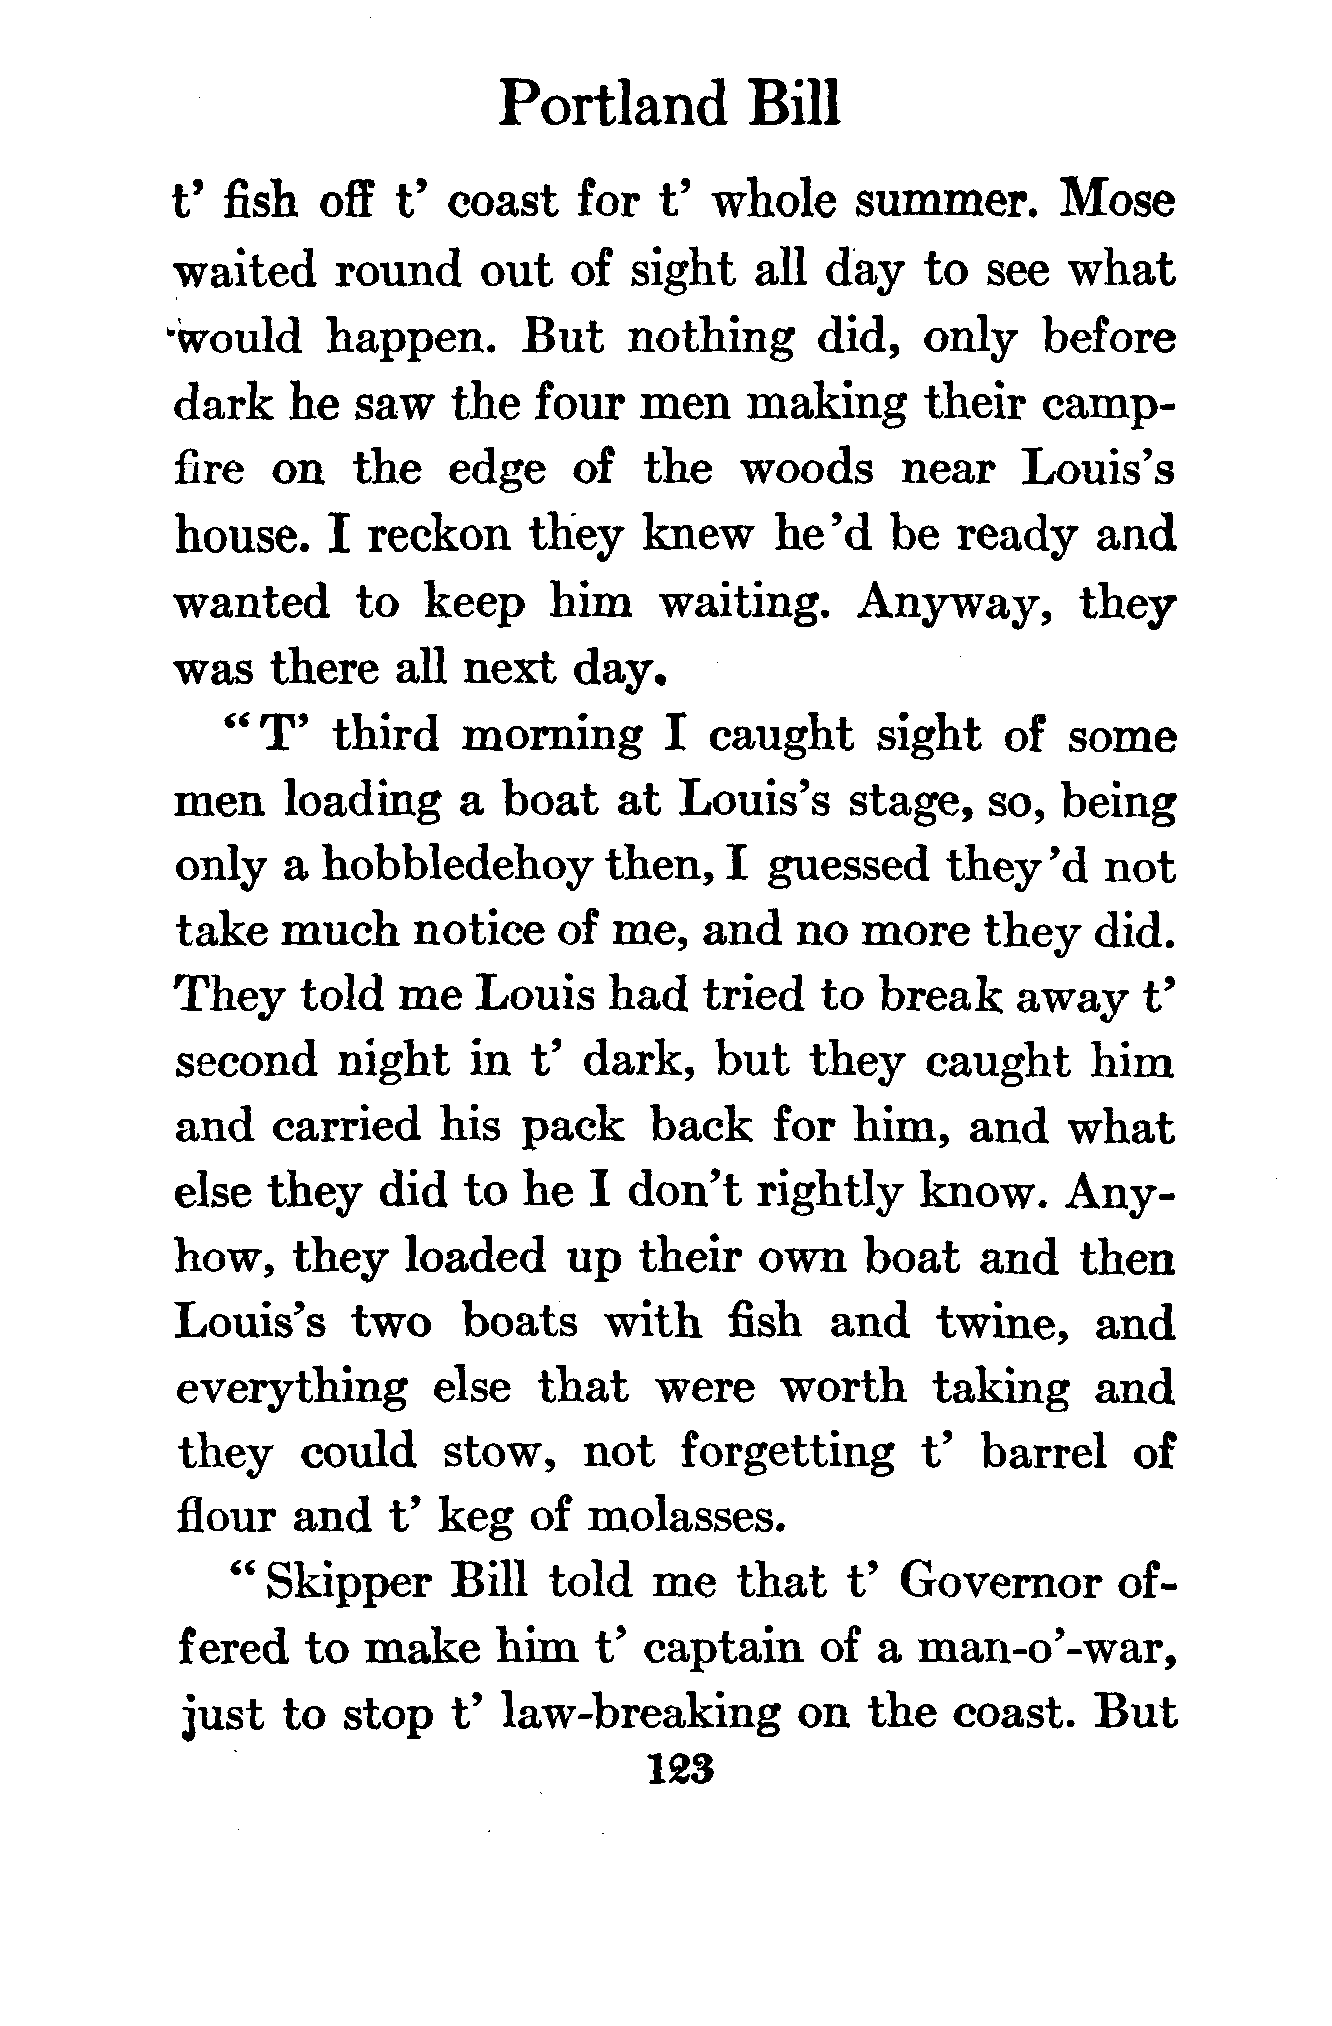 Portland Bill
t' fish off t' coast for t' whole summer. Mose
waited round out of sight all day to see what
would happen. But nothing did, only before
dark he saw the four men making their camp-
fire on the edge of the woods near Louis's
house. I reckon they knew he'd be ready and
wanted to keep him waiting. Anyway, they
was there all next day.
"T' third morning I caught sight of some
men loading a boat at Louis's stage, so, being
only a hobbledehoy then, I guessed they'd not
take much notice of me, and no more they did.
They told me Louis had tried to break away t'
second night in t' dark, but they caught him
and carried his pack back for him, and what
else they did to he I don't rightly know. Any-
how, they loaded up their own boat and then
Louis's two boats with fish and twine, and
everything else that were worth taking and
they could stow, not forgetting t' barrel of
flour and t' keg of molasses.
"Skipper Bill told me that t' Governor of-
fered to make him t' captain of a man-o'-war,
just to stop t' law-breaking on the coast. But
123